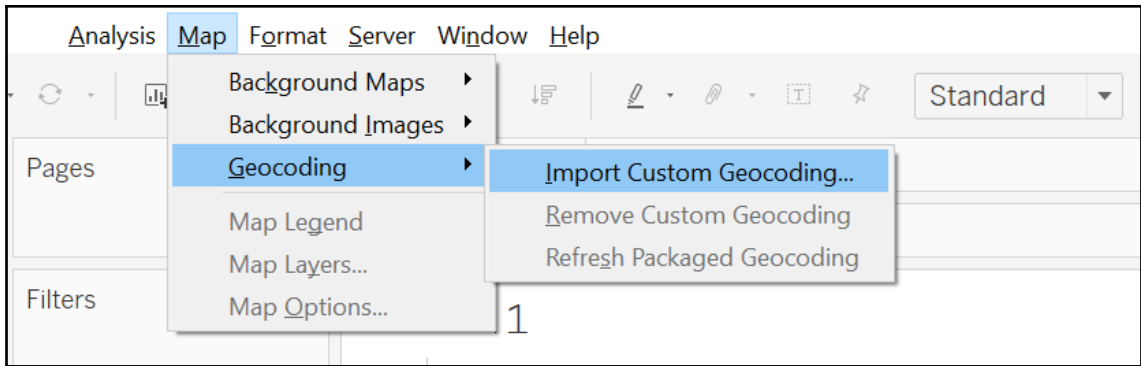 Analysis Map Format Server Window Help
Background Maps
Standard
Background Images
Pages
Geocoding
Import Custom Geocoding...
Remove Custom Geocoding
Map Legend
Refresh Packaged Geocoding
Map Layers...
Filters
Map Options...
1